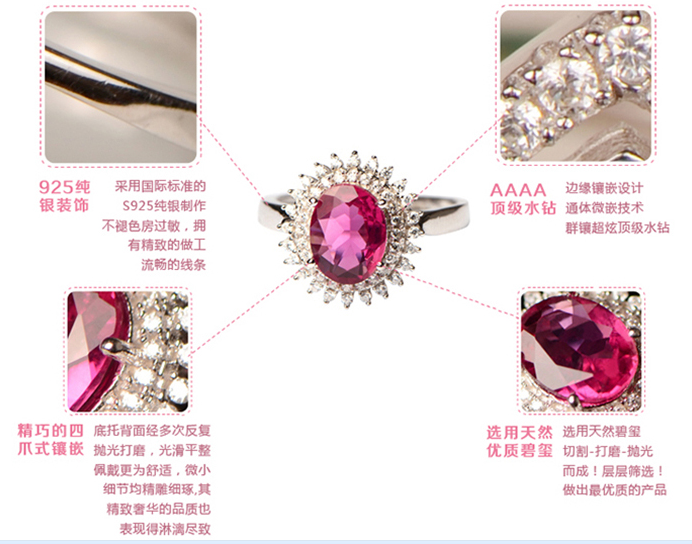 925纯
银装饰
采用国际标准的
S925纯银制作
不褪色房过敏，拥
有精致的做工
流畅的线条
AAAA
顶级水钻
边缘镶嵌设计
通体微嵌技术
群镶超炫顶级水钻
精巧的四
爪式镶嵌
底托背面经多次反复
抛光打磨，光滑平整
佩戴更为舒适，微小
细节均精雕细琢,其
精致奢华的品质也
表现得淋漓尽致
选用天然
优质碧玺
选用天然碧玺
切割-打磨-抛光
而成！层层筛选！
做出最优质的产品